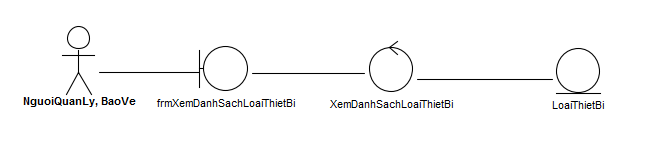 NguoiQuanLy, BaoVe
frmXemDanhSachLoaiThietBi
XemDanhSachLoaiThietBi
LoaiThietBi